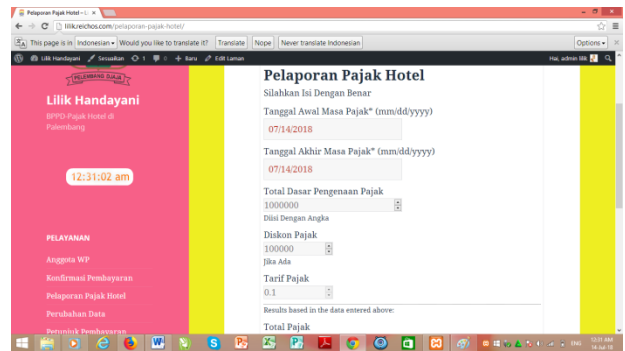 Pelaporan Pajak Hotel – L
lilik.reichos.com/pelaporan-pajak-hotel/
This page is in Indonesian Would you like to translate it? Translate Nope Never translate Indonesian Options
Lilik Handayani Sesuaikan 1 0 Baru Edit Laman Hai, admin lilik
PALEMBANG DJAJA
Lilik Handayani
BPPD-Pajak Hotel di
Palembang
12:31:02 am
PELAYANAN
Anggota WP
Konfirmasi Pembayaran
Pelaporan Pajak Hotel
Perubahan Data
Petunjuk Pembayaran
Pelaporan Pajak Hotel
Silahkan Isi Dengan Benar
Tanggal Awal Masa Pajak* (mm/dd/yyyy)
07/14/2018
Tanggal Akhir Masa Pajak* (mm/dd/yyyy)
07/14/2018
Total Dasar Pengenaan Pajak
1000000
Diisi Dengan Angka
Diskon Pajak
100000
Jika Ada
Tarif Pajak
0.1
Results based in the data entered above:
Total Pajak
ENG 12:31 AM
14-Jul-18